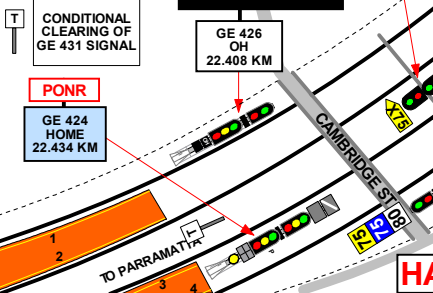 T
CONDITIONAL
CLEARING OF
GE 431 SIGNAL
GE 426
OH
22.408 KM
PONR
GE 424
HOME
22.434 KM
X75
CAMBRIDGE ST
OH
T
TO PARRAMATTA
1
2
3
4
P
75
75
80
HA